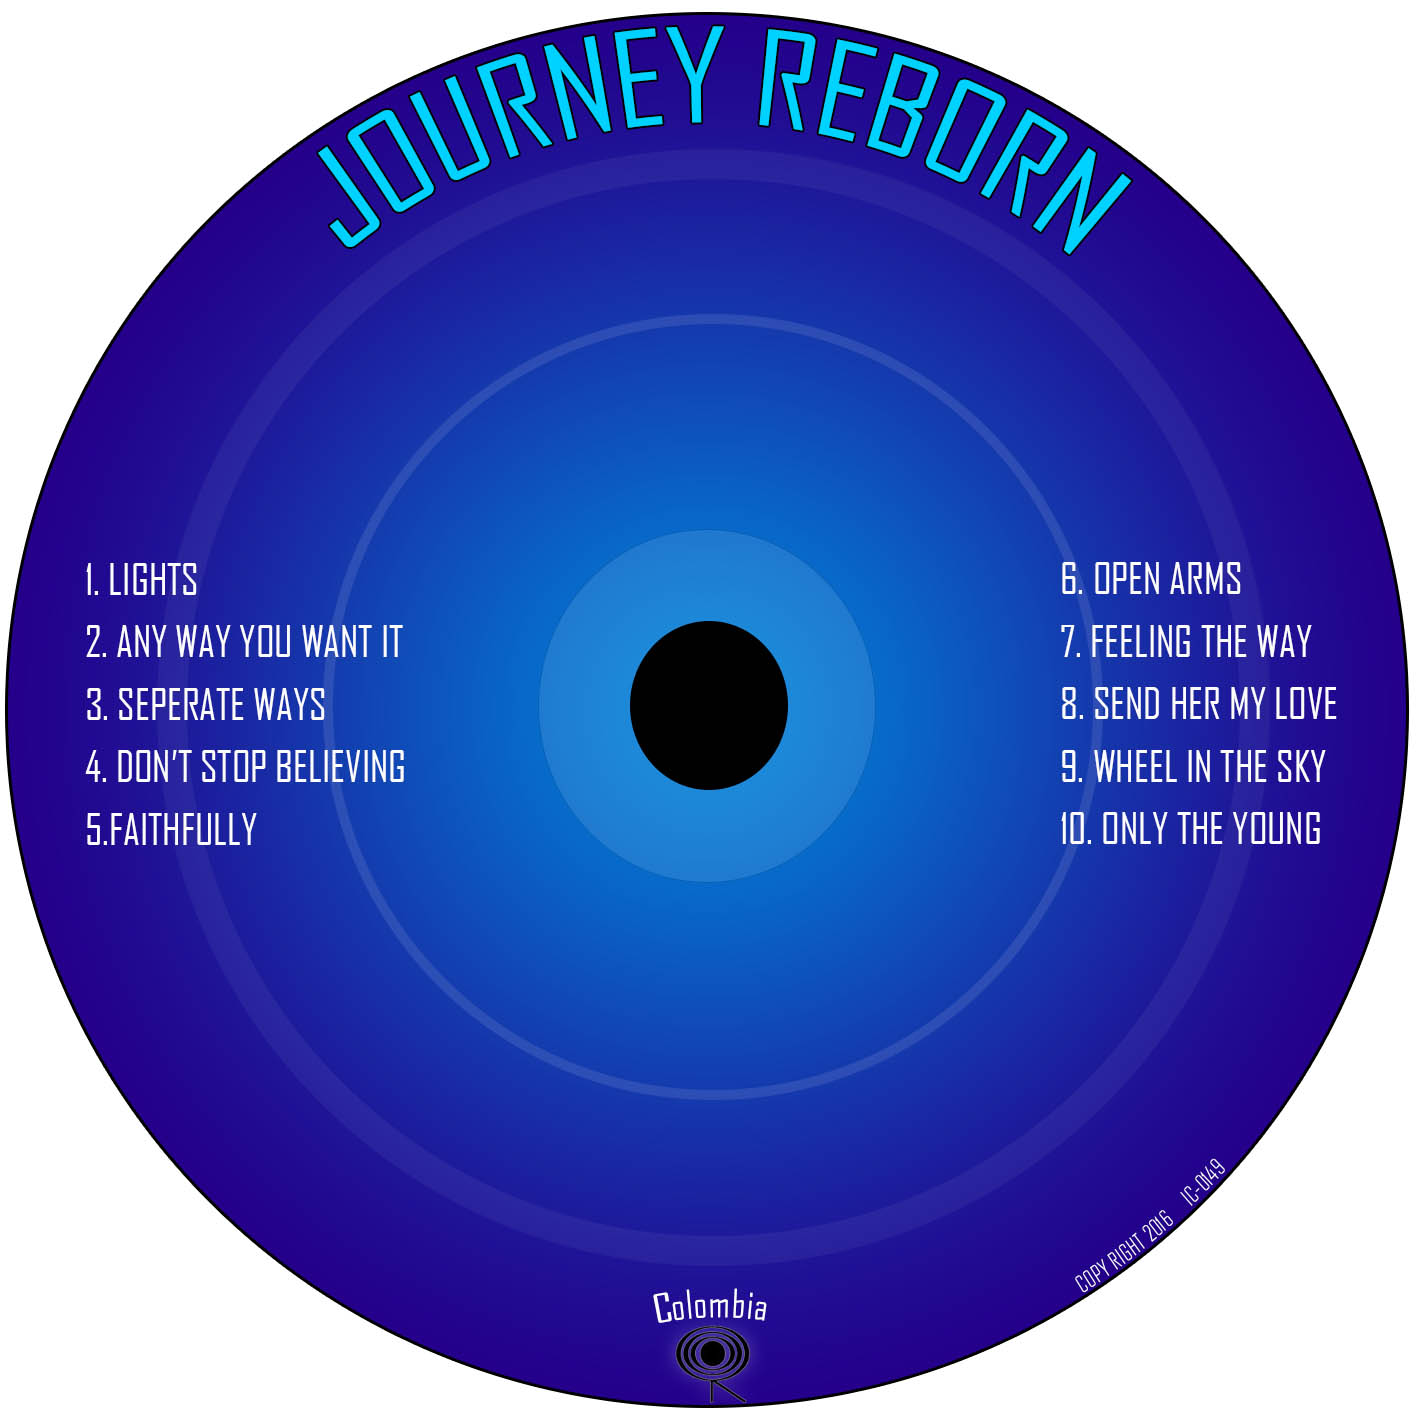 JOURNEY REBORN
1. LIGHTS
2. ANY WAY YOU WANT IT
3. SEPERATE WAYS
4. DON'T STOP BELIEVING
5.FAITHFULLY
6. OPEN ARMS
7. FEELING THE WAY
8. SEND HER MY LOVE
9. WHEEL IN THE SKY
10. ONLY THE YOUNG
COPY RIGHT 2016 IC-0149
Colombia